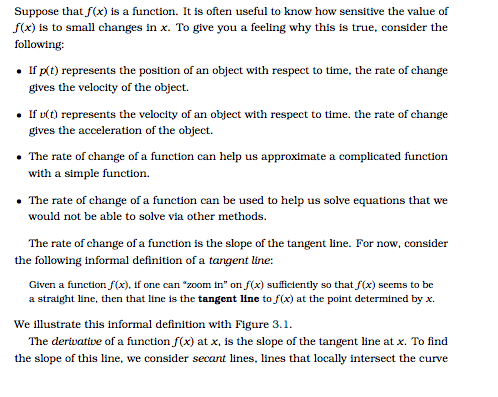 Suppose that f(x) is a function. It is often useful to know how sensitive the value of
f(x) is to small changes in x. To give you a feeling why this is true, consider the
following:
• If p(t) represents the position of an object with respect to time, the rate of change
gives the velocity of the object.
• If v(t) represents the velocity of an object with respect to time. the rate of change
gives the acceleration of the object.
• The rate of change of a function can help us approximate a complicated function
with a simple function.
• The rate of change of a function can be used to help us solve equations that we
would not be able to solve via other methods.
The rate of change of a function is the slope of the tangent line. For now, consider
the following informal definition of a tangent line:
Given a function f(x), if one can "zoom in" on f(x) sufficiently so that f(x) seems to be
a straight line, then that line is the tangent line to f(x) at the point determined by x.
We illustrate this informal definition with Figure 3.1.
The derivative of a function f(x) at x, is the slope of the tangent line at x. To find
the slope of this line, we consider secant lines, lines that locally intersect the curve